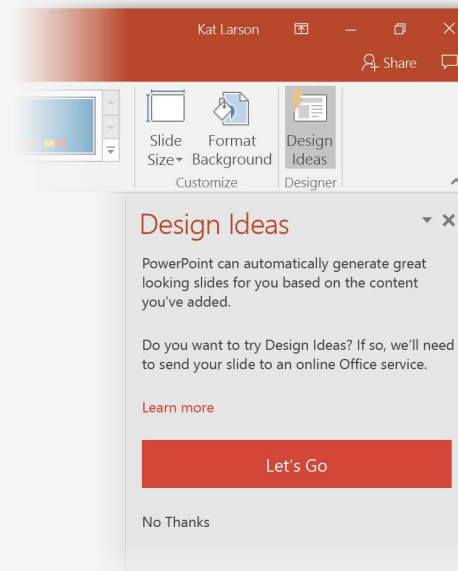 Kat Larson
Share
Slide
Size
Format
Background
Design
Ideas
Customize
Designer
Design Ideas
PowerPoint can automatically generate great
looking slides for you based on the content
you've added.
Do you want to try Design Ideas? If so, we'll need
to send your slide to an online Office service.
Learn more
Let's Go
No Thanks